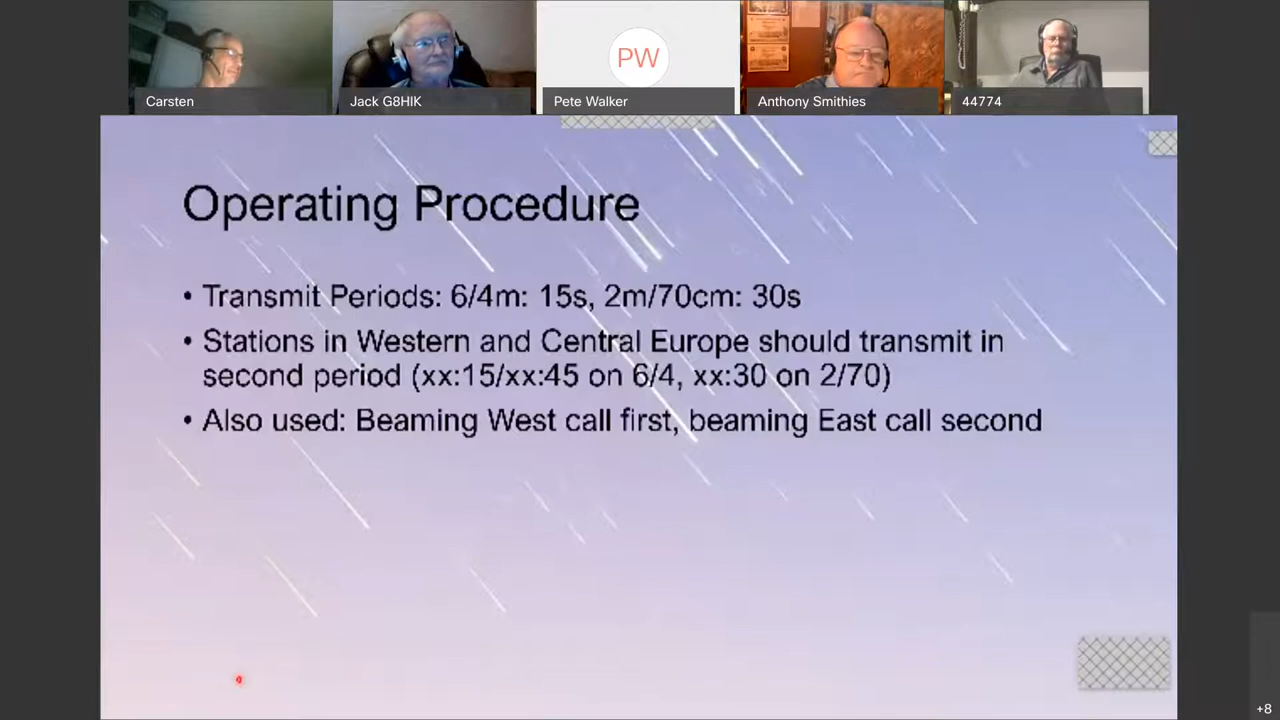 PW
Carsten
Jack G8HIK
Pete Walker
Anthony Smithies
44774
Operating Procedure
• Transmit Periods: 6/4m: 15s, 2m/70cm: 30s
• Stations in Western and Central Europe should transmit in
second period (xx:15/xx:45 on 6/4, xx:30 on 2/70)
• Also used: Beaming West call first, beaming East call second
+8